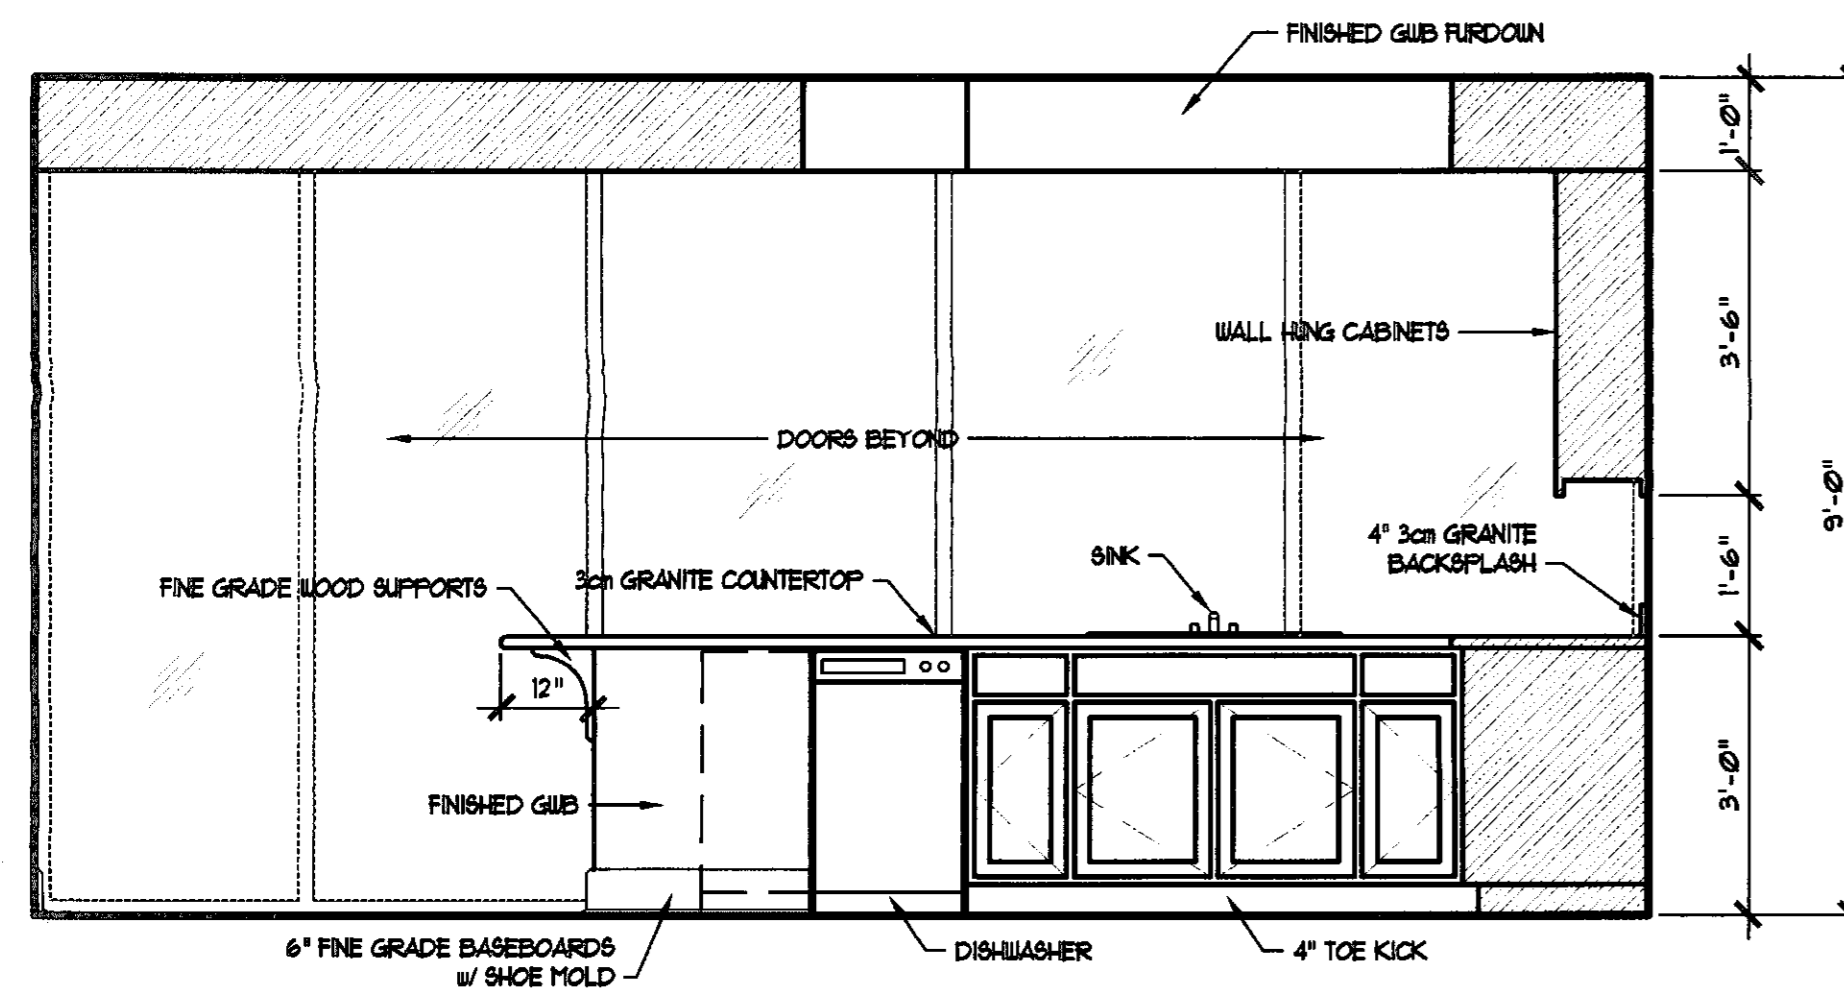 FINISHED GWB FURDOWN
1'-0"
WALL HUNG CABINETS
3'-6"
DOORS BEYOND
9'-0"
4" 3cm GRANITE
BACKSPLASH
SINK
1'-6"
FINE GRADE WOOD SUPPORTS
3cm GRANITE COUNTERTOP
12"
3'-0"
FINISHED GWB
6" FINE GRADE BASEBOARDS
w/ SHOE MOLD
DISHWASHER
4" TOE KICK